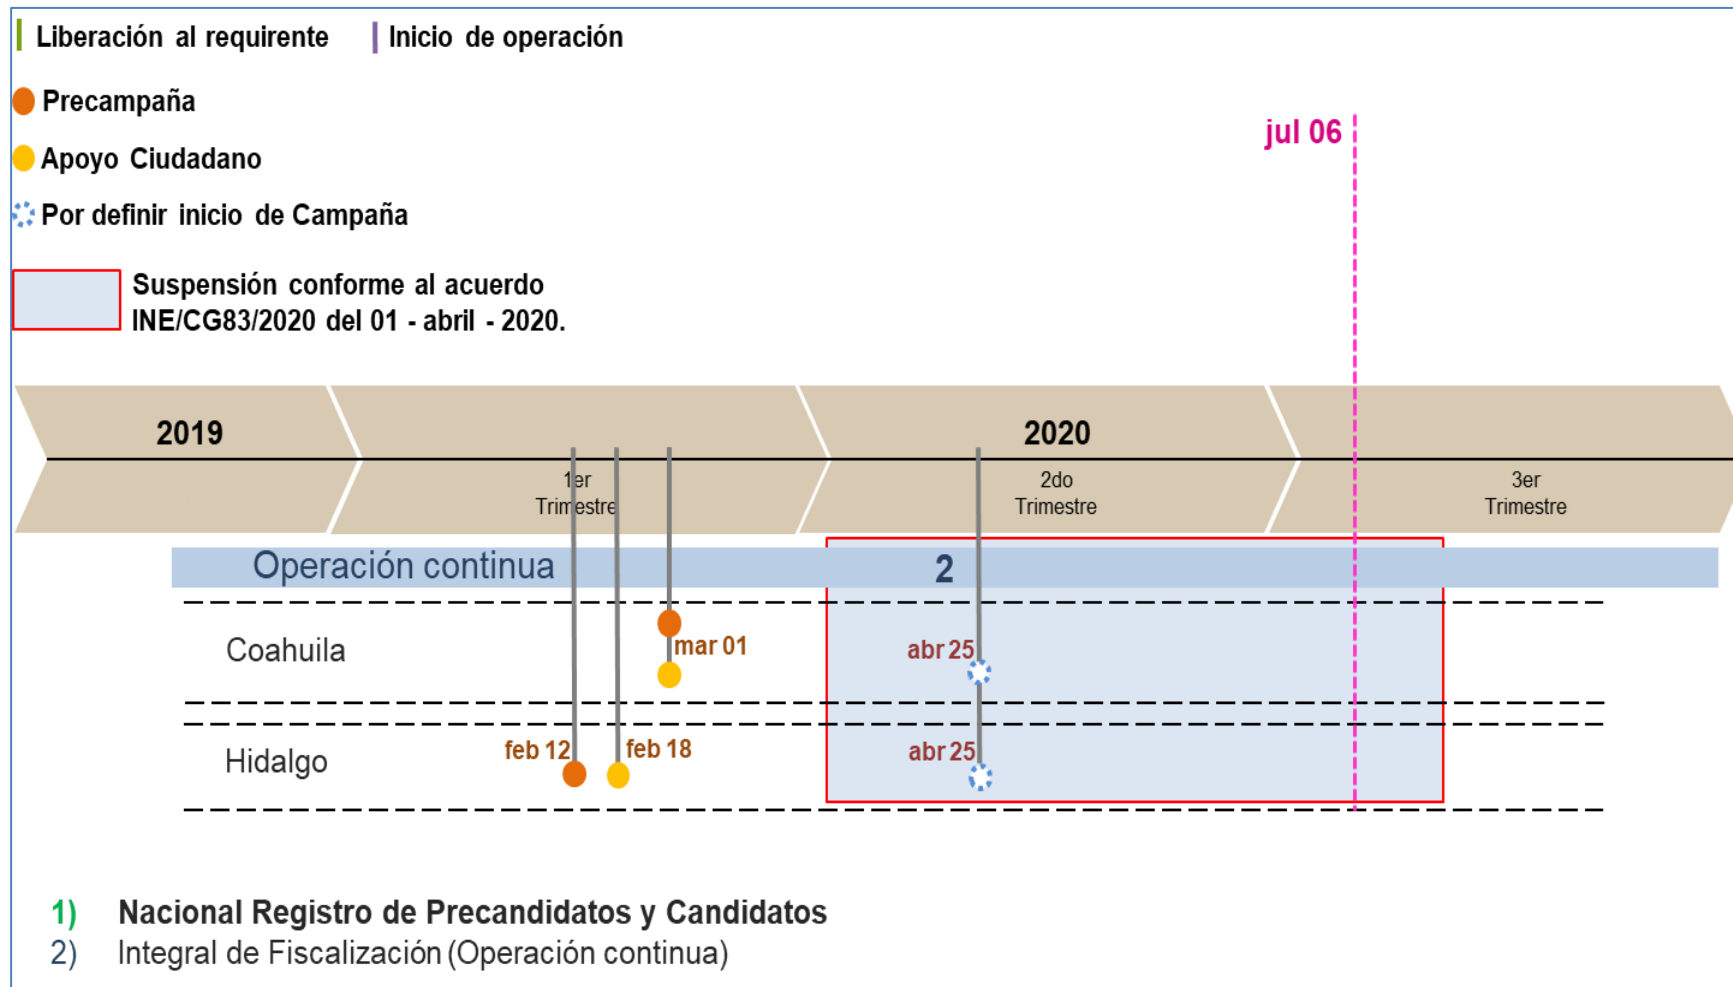 Liberación al requirente
Inicio de operación
Precampaña
Apoyo Ciudadano
Por definir inicio de Campaña
Suspensión conforme al acuerdo
INE/CG83/2020 del 01 - abril - 2020.
jul 06
2019
2020
1er
Trimestre
2do
Trimestre
3er
Trimestre
Operación continua
2
Coahuila
mar 01
abr 25
Hidalgo
feb 12
feb 18
abr 25
1) Nacional Registro de Precandidatos y Candidatos
2) Integral de Fiscalización (Operación continua)